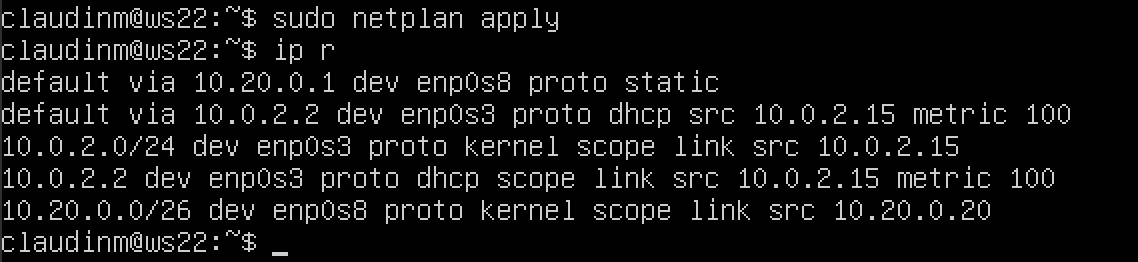 claudinm@ws22:~$ sudo netplan apply
claudinm@ws22:~$ ip r
default via 10.20.0.1 dev enp0s8 proto static
default via 10.0.2.2 dev enp0s3 proto dhcp src 10.0.2.15 metric 100
10.0.2.0/24 dev enp0s3 proto kernel scope link src 10.0.2.15
10.0.2.2 dev enp0s3 proto dhcp scope link src 10.0.2.15 metric 100
10.20.0.0/26 dev enp0s8 proto kernel scope link src 10.20.0.20
claudinm@ws22:~$ _